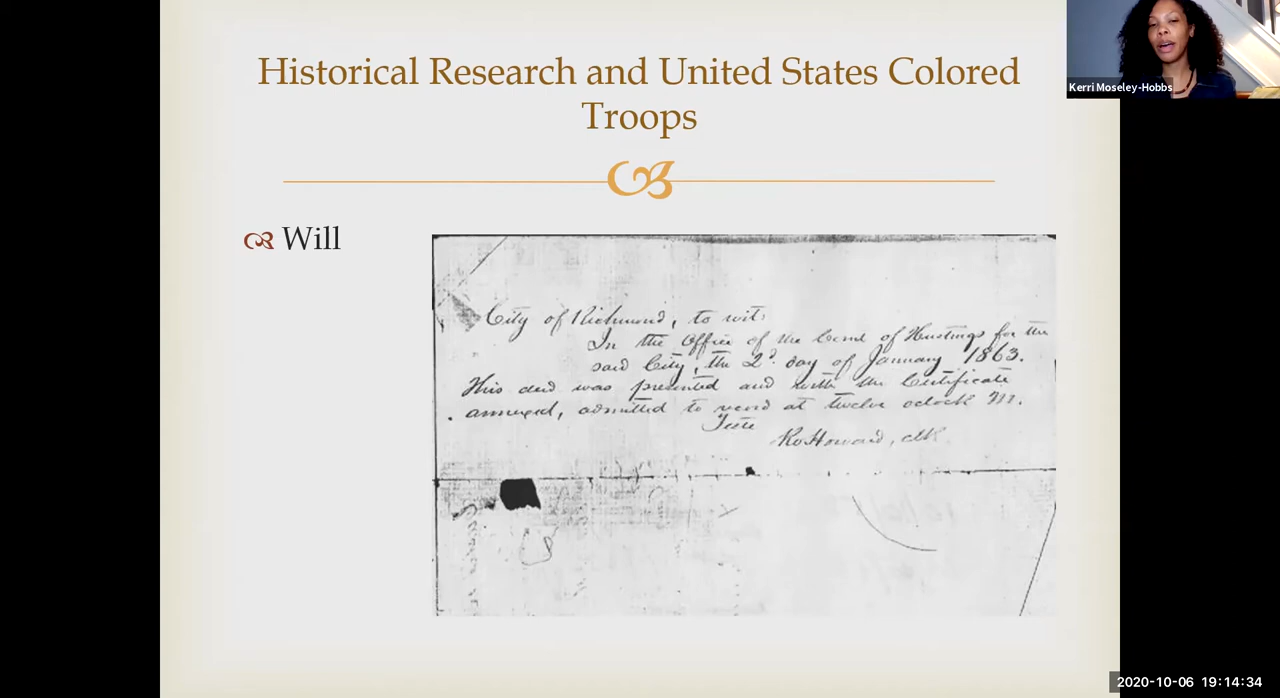 Historical Research and United States Colored
Troops
Kerri Moseley-Hobbs
Will
City of Richmond, to wit:
In the Office of the Court of Hustings for the
said City, the 2d. day of January 1863.
This deed was presented and with the Certificate
annexed, admitted to record at twelve oclock M.
Teste
Ro Howard, clk
2020-10-06 19:14:34